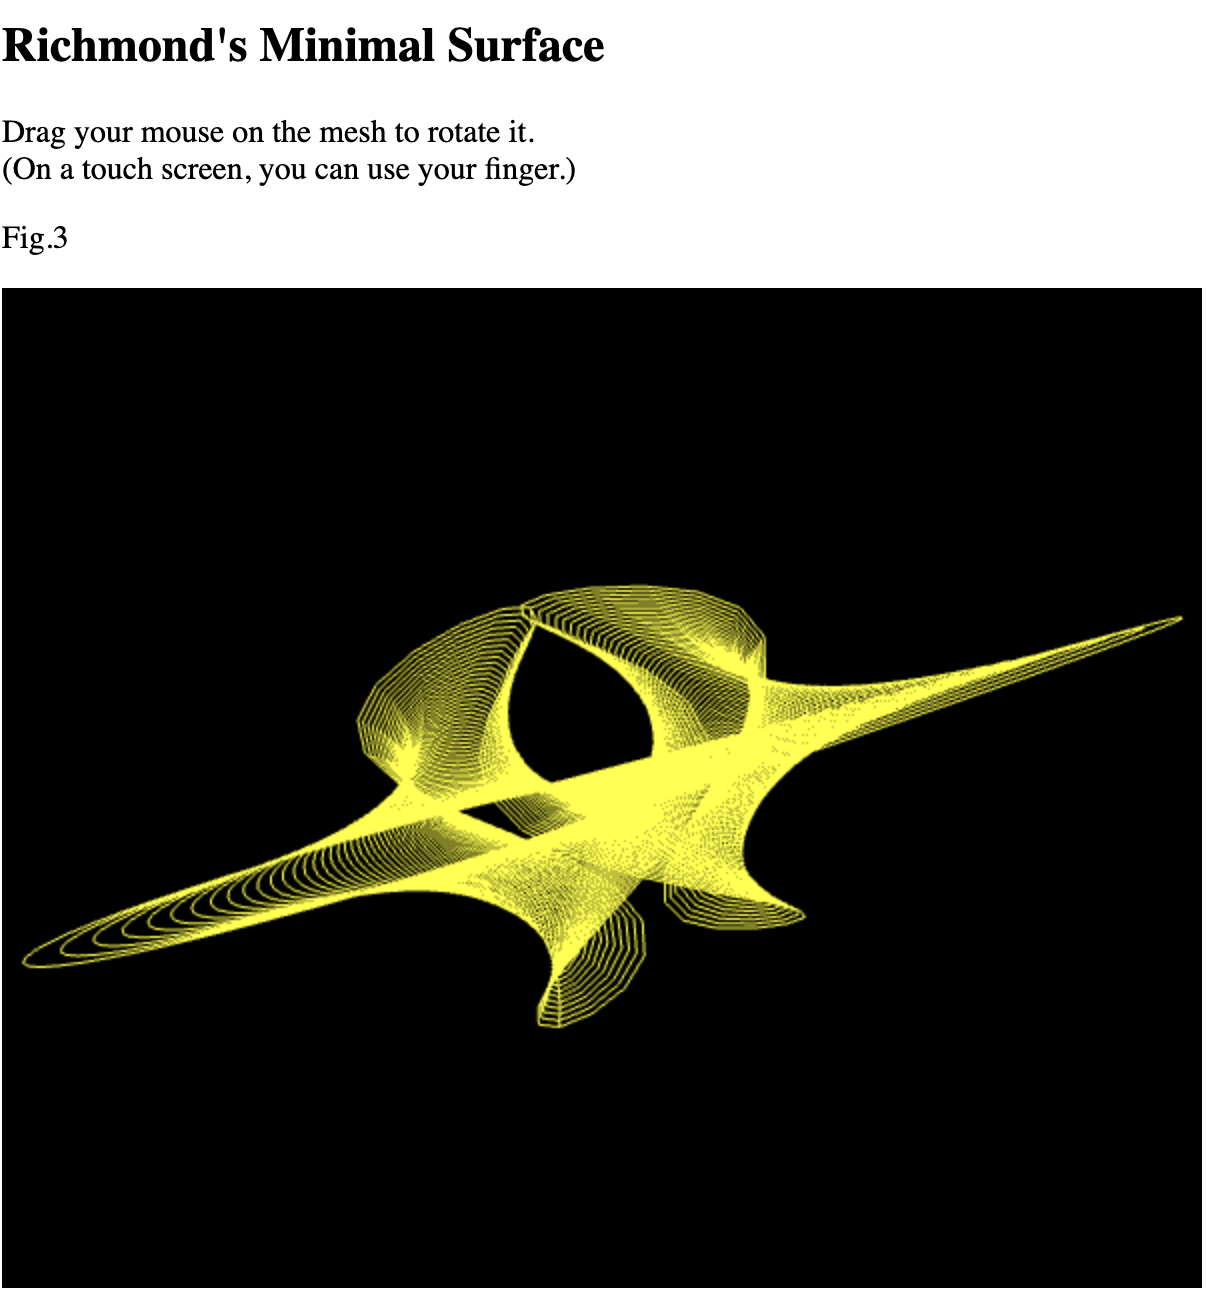 Richmond's Minimal Surface
Drag your mouse on the mesh to rotate it.
(On a touch screen, you can use your finger.)
Fig.3